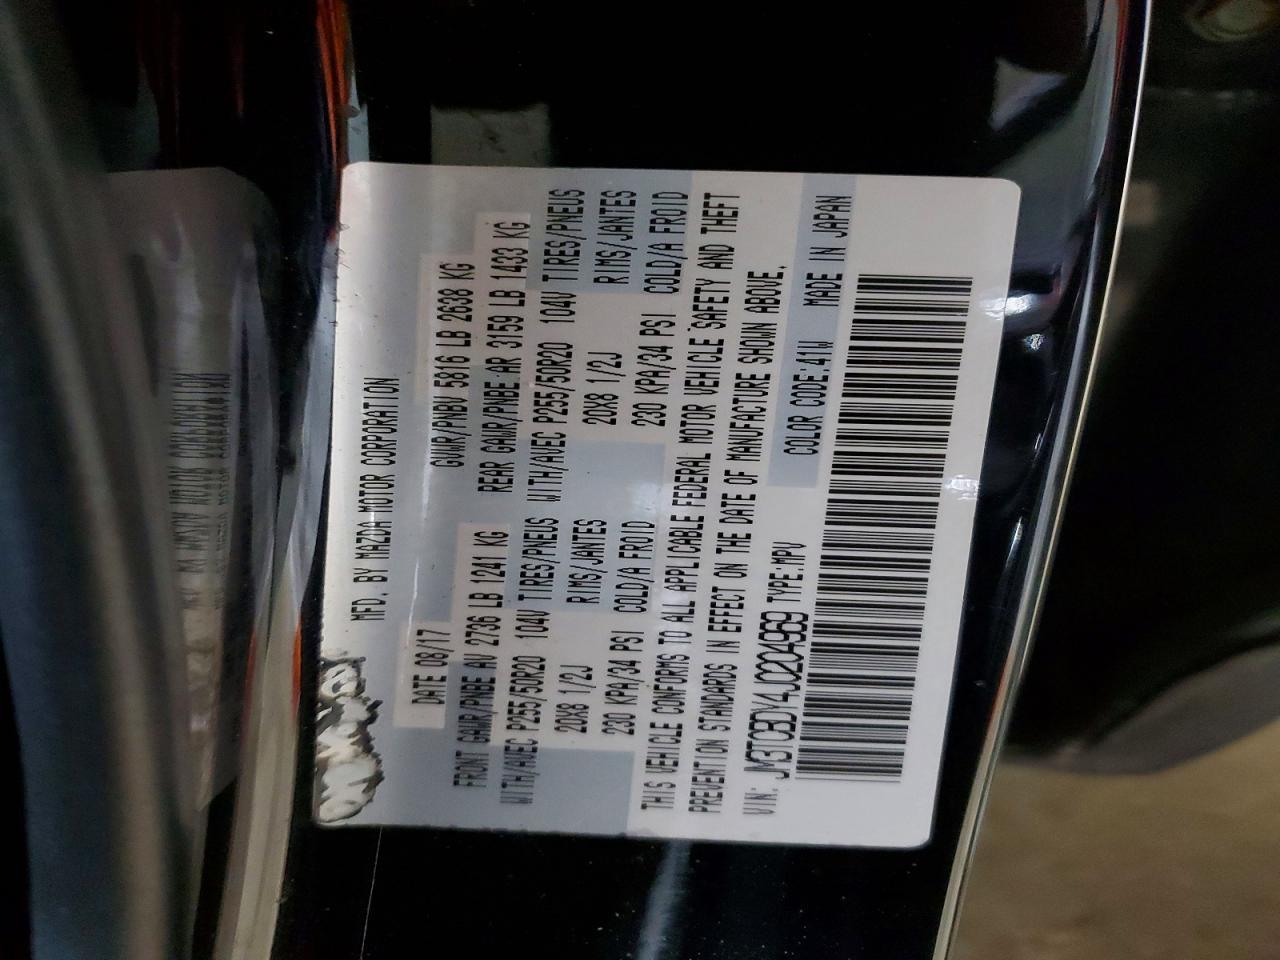 MFD. BY MAZDA MOTOR CORPORATION
DATE 08/17 GVWR/PNBV 5816 LB 2638 KG
FRONT GAWR/PNBE AV 2736 LB 1241 KG REAR GAWR/PNBE AR 3159 LB 1433 KG
WITH/AVEC P255/50R20 104V TIRES/PNEUS WITH/AVEC P255/50R20 104V TIRES/PNEUS
20X8 1/2J RIMS/JANTES 20X8 1/2J RIMS/JANTES
230 KPA/34 PSI COLD/A FROID 230 KPA/34 PSI COLD/A FROID
THIS VEHICLE CONFORMS TO ALL APPLICABLE FEDERAL MOTOR VEHICLE SAFETY AND THEFT
PREVENTION STANDARDS IN EFFECT ON THE DATE OF MANUFACTURE SHOWN ABOVE.
VIN: JM3TCBDY4J0204969 TYPE:MPV COLOR CODE:41W MADE IN JAPAN